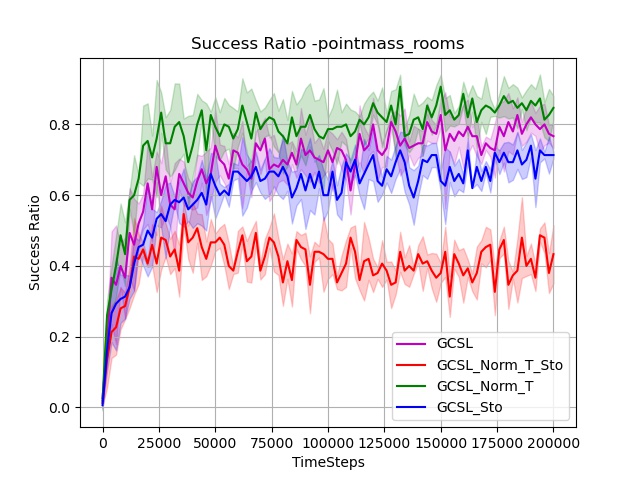 Success Ratio -pointmass_rooms
Success Ratio
0.8
0.6
0.4
0.2
0.0
GCSL
GCSL_Norm_T_Sto
GCSL_Norm_T
GCSL_Sto
0 25000 50000 75000 100000 125000 150000 175000 200000
TimeSteps